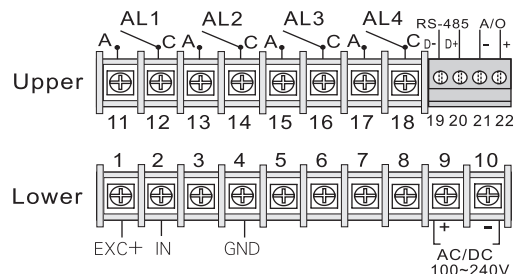 AL1 AL2 AL3 AL4 RS-485 A/O
A C A C A C A C D- D+ - +
Upper
11 12 13 14 15 16 17 18 19 20 21 22
1 2 3 4 5 6 7 8 9 10
Lower
+ -
EXC+ IN GND AC/DC
100~240V